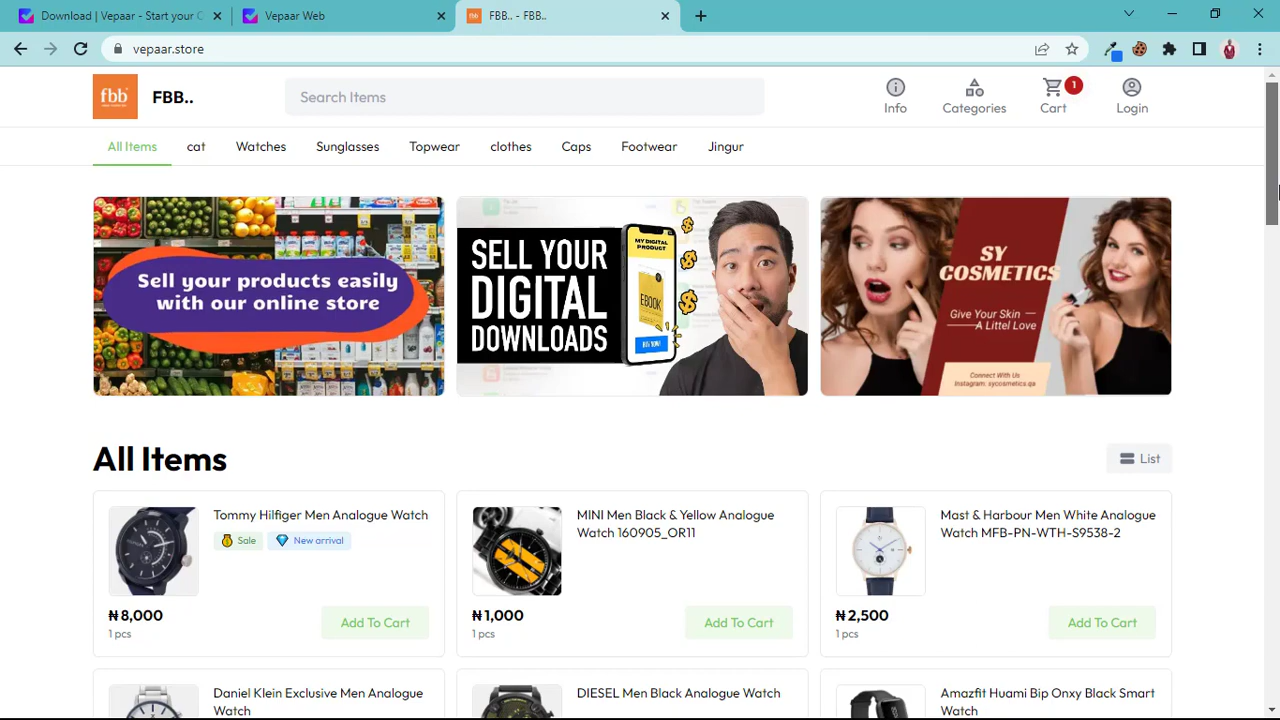 Download | Vepaar - Start your C
Vepaar Web
FBB.. - FBB..
vepaar.store
fbb
FBB..
Search Items
Info
Categories
1
Cart
Login
All Items
cat
Watches
Sunglasses
Topwear
clothes
Caps
Footwear
Jingur
Sell your products easily
with our online store
SELL YOUR
DIGITAL
DOWNLOADS
MY DIGITAL
PRODUCT
EBOOK
BUY NOW!
SY
COSMETICS
Give Your Skin
A Littel Love
Connect With Us
Instagram: sycosmetics.qa
All Items
List
Tommy Hilfiger Men Analogue Watch
Sale
New arrival
₦8,000
1 pcs
Add To Cart
MINI Men Black & Yellow Analogue
Watch 160905_OR11
₦1,000
1 pcs
Add To Cart
Mast & Harbour Men White Analogue
Watch MFB-PN-WTH-S9538-2
₦2,500
1 pcs
Add To Cart
Daniel Klein Exclusive Men Analogue
Watch
DIESEL Men Black Analogue Watch
Amazfit Huami Bip Onxy Black Smart
Watch